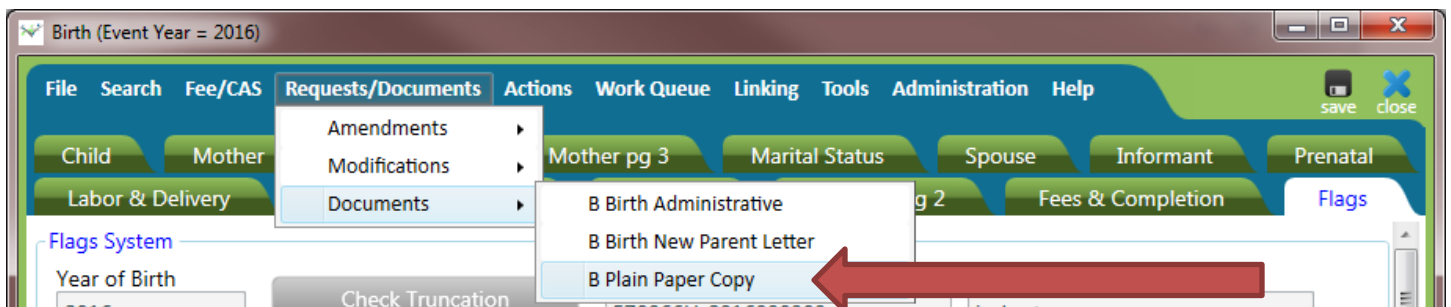 Birth (Event Year = 2016)
File Search Fee/CAS Requests/Documents Actions Work Queue Linking Tools Administration Help
save close
Amendments
Child Mother Mother pg 3 Marital Status Spouse Informant Prenatal
Modifications
Labor & Delivery Documents g 2 Fees & Completion Flags
B Birth Administrative
Flags System
B Birth New Parent Letter
Year of Birth
B Plain Paper Copy
Check Truncation